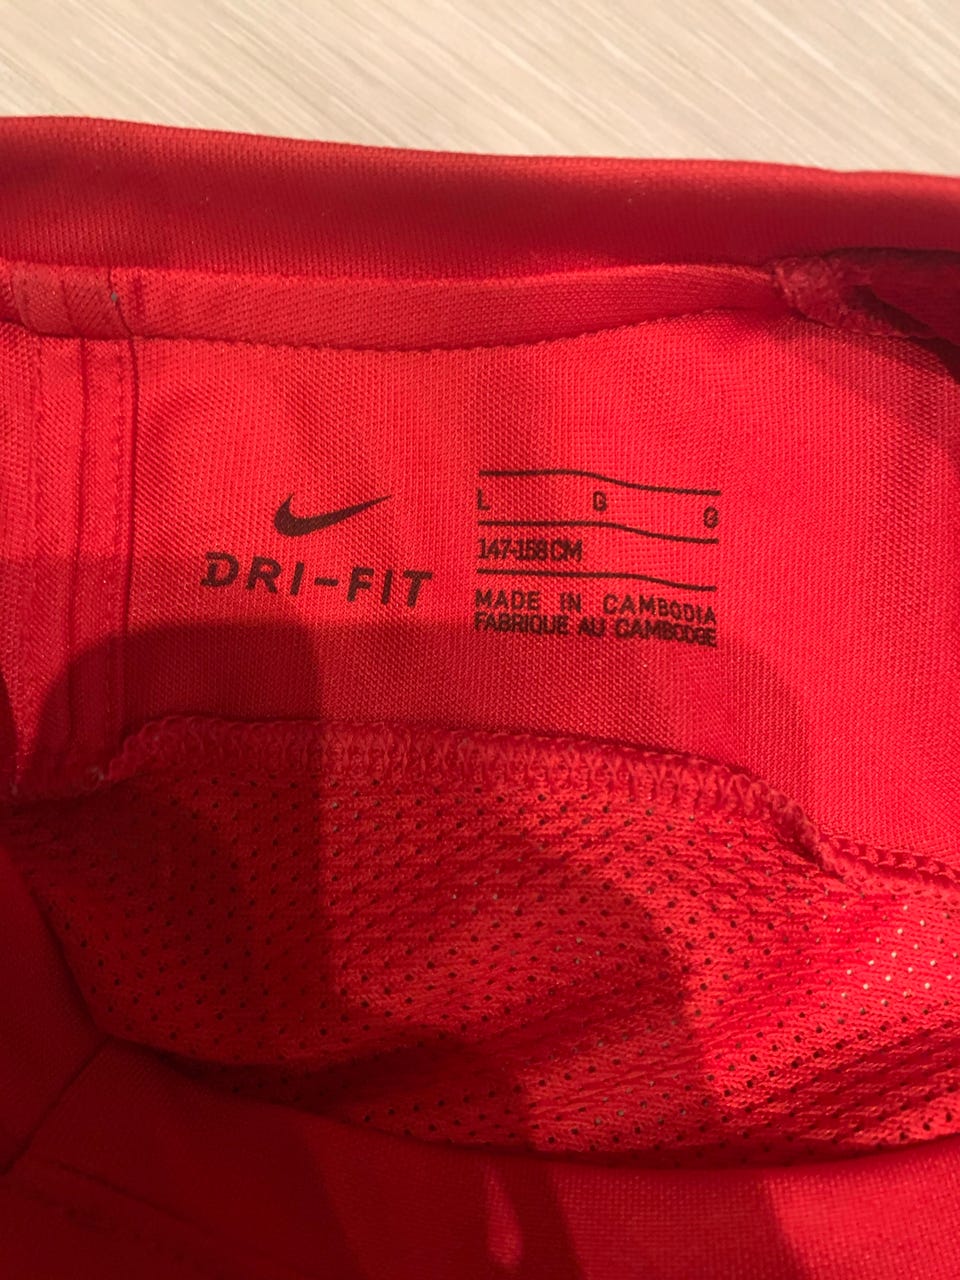 DRI-FIT
L G G
147-158 CM
MADE IN CAMBODIA
FABRIQUE AU CAMBODGE